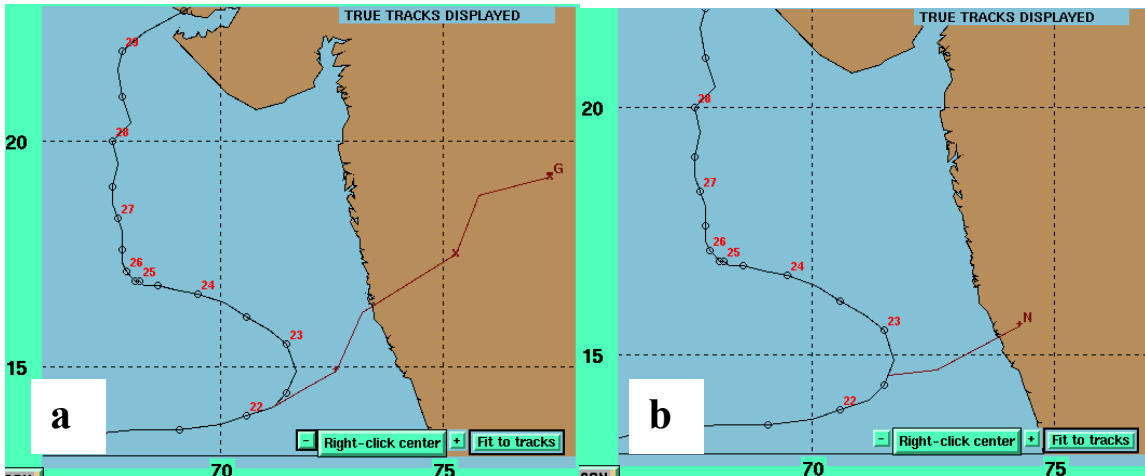 TRUE TRACKS DISPLAYED
29
20
28
G
27
26
25
24
23
15
a
22
-
Right-click center
+
Fit to tracks
70
75
TRUE TRACKS DISPLAYED
20
28
27
26
25
24
N
23
15
b
22
-
Right-click center
+
Fit to tracks
70
75